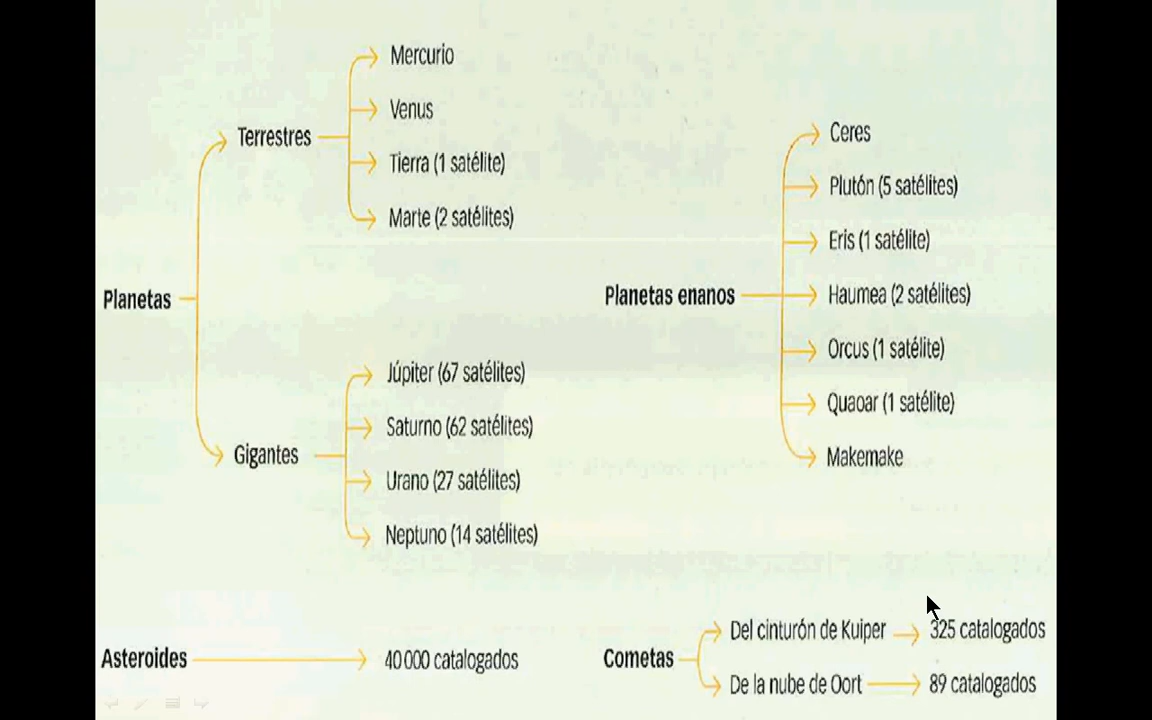 Planetas
Terrestres
Mercurio
Venus
Tierra (1 satélite)
Marte (2 satélites)
Gigantes
Júpiter (67 satélites)
Saturno (62 satélites)
Urano (27 satélites)
Neptuno (14 satélites)
Planetas enanos
Ceres
Plutón (5 satélites)
Eris (1 satélite)
Haumea (2 satélites)
Orcus (1 satélite)
Quaoar (1 satélite)
Makemake
Asteroides
40 000 catalogados
Cometas
Del cinturón de Kuiper
325 catalogados
De la nube de Oort
89 catalogados